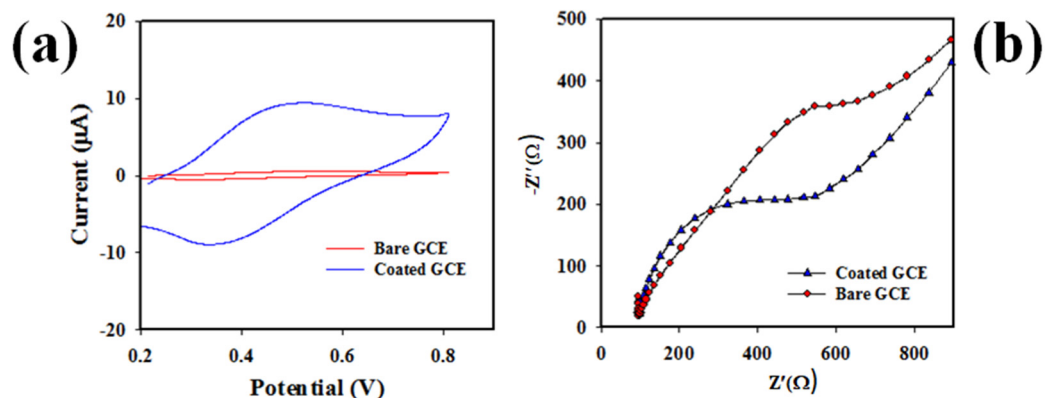 (a)
20
10
0
-10
-20
Current (µA)
Bare GCE
Coated GCE
0.2 0.4 0.6 0.8
Potential (V)
(b)
500
400
300
200
100
0
-Z''(Ω)
Coated GCE
Bare GCE
0 200 400 600 800
Z'(Ω)